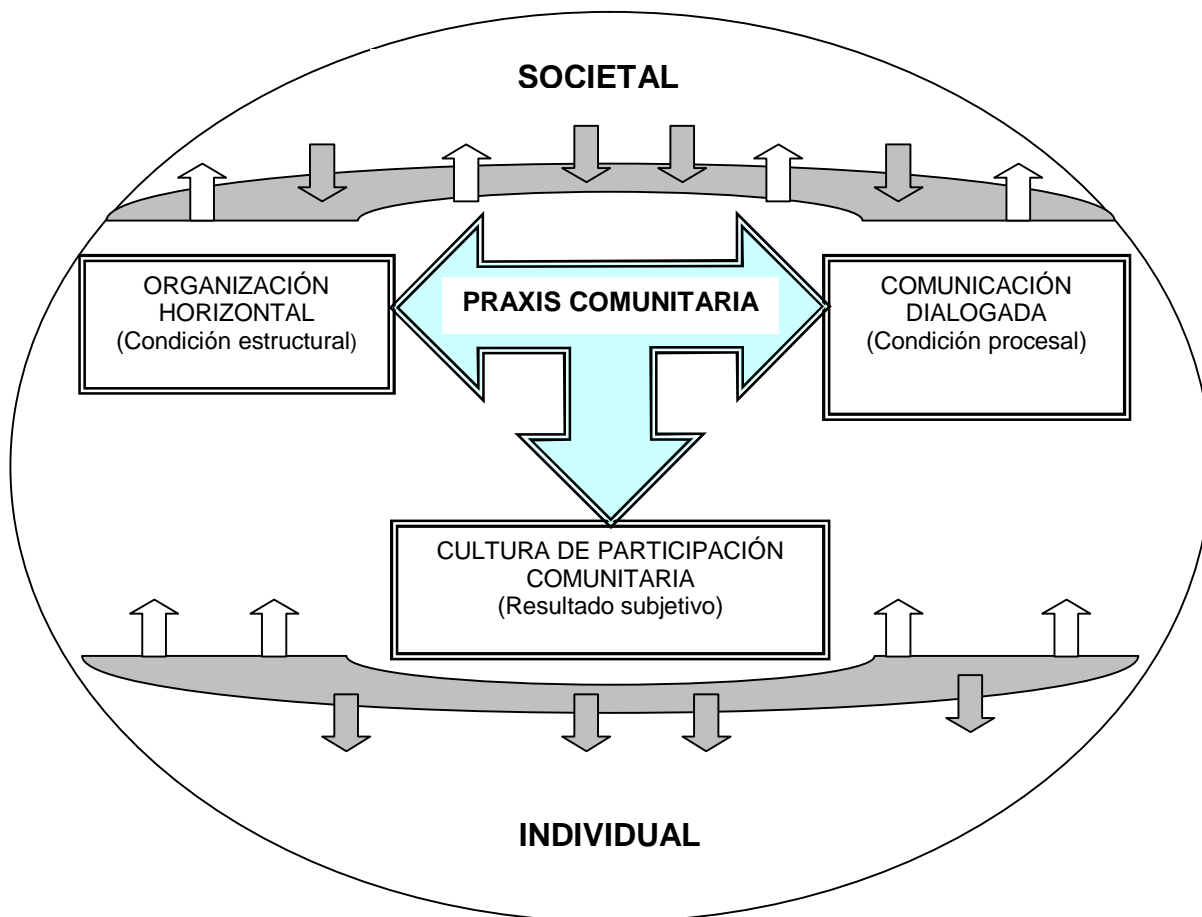 SOCIETAL
ORGANIZACIÓN
HORIZONTAL
(Condición estructural)
PRAXIS COMUNITARIA
COMUNICACIÓN
DIALOGADA
(Condición procesal)
CULTURA DE PARTICIPACIÓN
COMUNITARIA
(Resultado subjetivo)
INDIVIDUAL